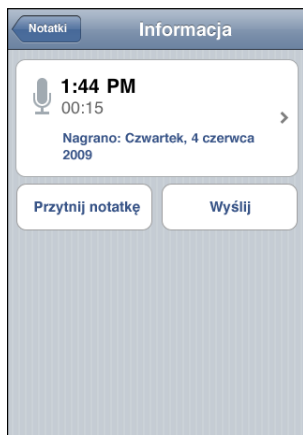 Notatki
Informacja
1:44 PM
00:15
Nagrano: Czwartek, 4 czerwca
2009
Przytnij notatkę
Wyślij